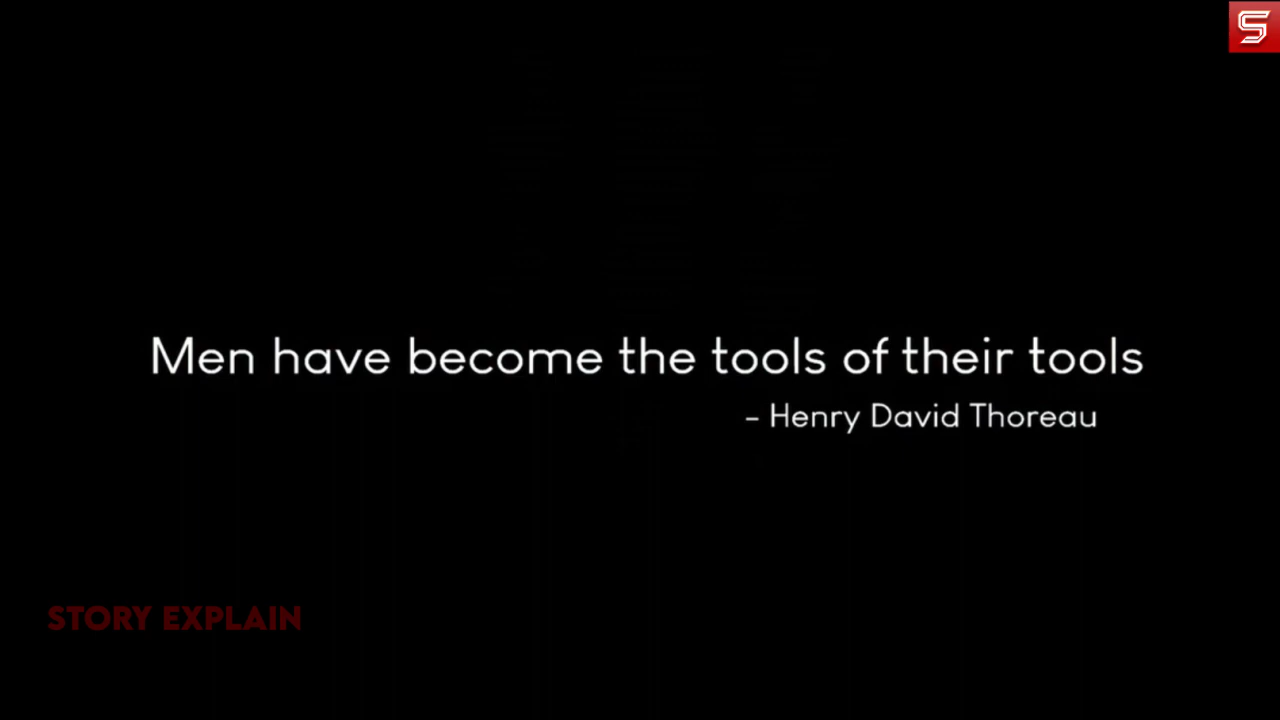 S
Men have become the tools of their tools
– Henry David Thoreau
STORY EXPLAIN